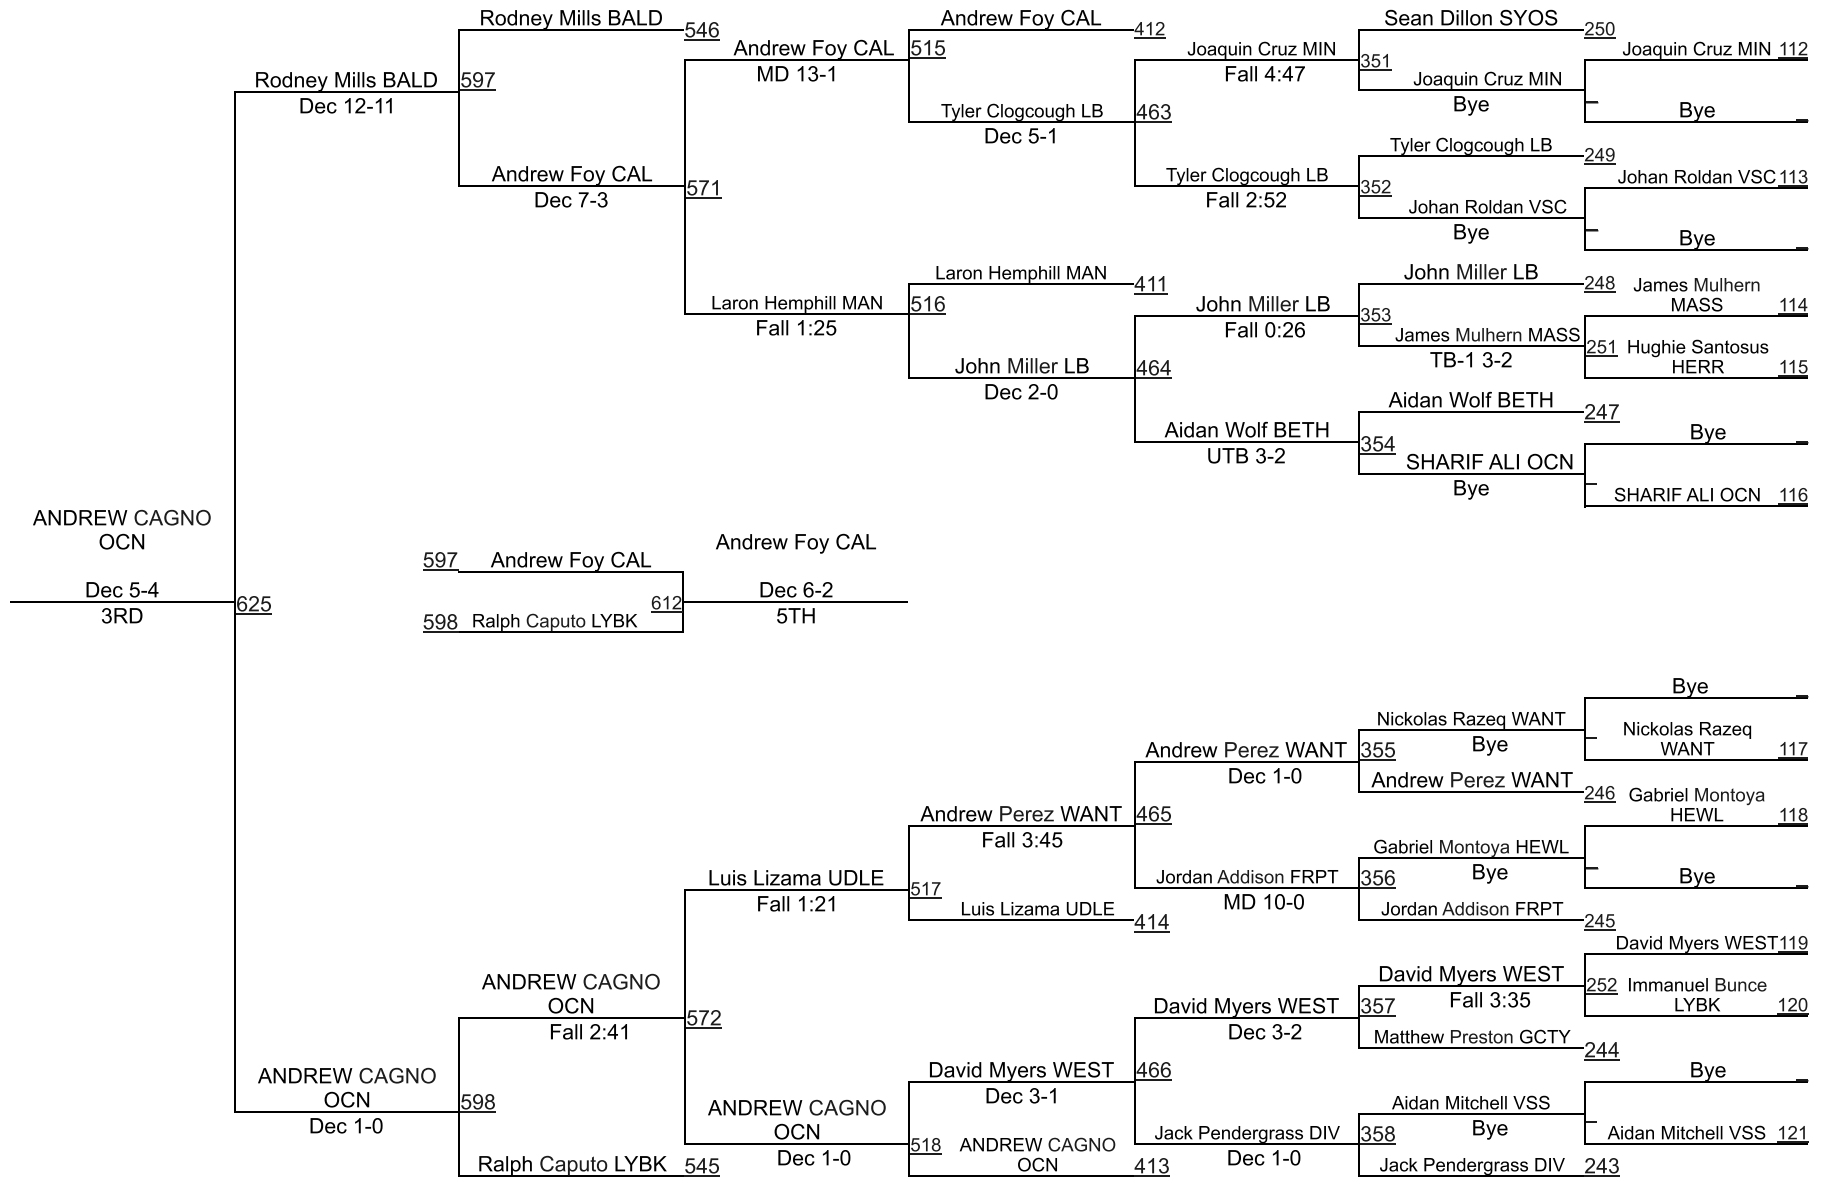 Rodney Mills BALD
546
Andrew Foy CAL
412
Sean Dillon SYOS
250
Joaquin Cruz MIN 112
Andrew Foy CAL
515
MD 13-1
Joaquin Cruz MIN
Fall 4:47
351
Joaquin Cruz MIN
Bye
Bye
Rodney Mills BALD
597
Dec 12-11
Tyler Clogcough LB
463
Dec 5-1
Tyler Clogcough LB
249
Johan Roldan VSC 113
Andrew Foy CAL
Dec 7-3
571
Tyler Clogcough LB
Fall 2:52
352
Johan Roldan VSC
Bye
Bye
Laron Hemphill MAN
411
John Miller LB
248
James Mulhern
MASS 114
Laron Hemphill MAN
Fall 1:25
516
John Miller LB
Fall 0:26
353
James Mulhern MASS
TB-1 3-2
251
Hughie Santosus
HERR 115
John Miller LB
464
Dec 2-0
Aidan Wolf BETH
247
Bye
Aidan Wolf BETH
UTB 3-2
354
SHARIF ALI OCN
Bye
SHARIF ALI OCN 116
ANDREW CAGNO
OCN
Dec 5-4
3RD
625
597
Andrew Foy CAL
598
Ralph Caputo LYBK
612
Andrew Foy CAL
Dec 6-2
5TH
Bye
Nickolas Razeq WANT
Bye
Nickolas Razeq
WANT 117
Andrew Perez WANT
Dec 1-0
355
Andrew Perez WANT
246
Gabriel Montoya
HEWL 118
Andrew Perez WANT
Fall 3:45
465
Gabriel Montoya HEWL
Bye
Bye
Luis Lizama UDLE
Fall 1:21
517
Jordan Addison FRPT
MD 10-0
356
Luis Lizama UDLE
414
Jordan Addison FRPT
245
David Myers WEST 119
ANDREW CAGNO
OCN
Fall 2:41
572
David Myers WEST
Dec 3-2
357
David Myers WEST
Fall 3:35
252
Immanuel Bunce
LYBK 120
Matthew Preston GCTY
244
ANDREW CAGNO
OCN
Dec 1-0
598
David Myers WEST
Dec 3-1
466
Bye
ANDREW CAGNO
OCN
Dec 1-0
518
Aidan Mitchell VSS
Bye
Jack Pendergrass DIV
Dec 1-0
358
Aidan Mitchell VSS 121
Ralph Caputo LYBK
545
ANDREW CAGNO
OCN
413
Jack Pendergrass DIV
243